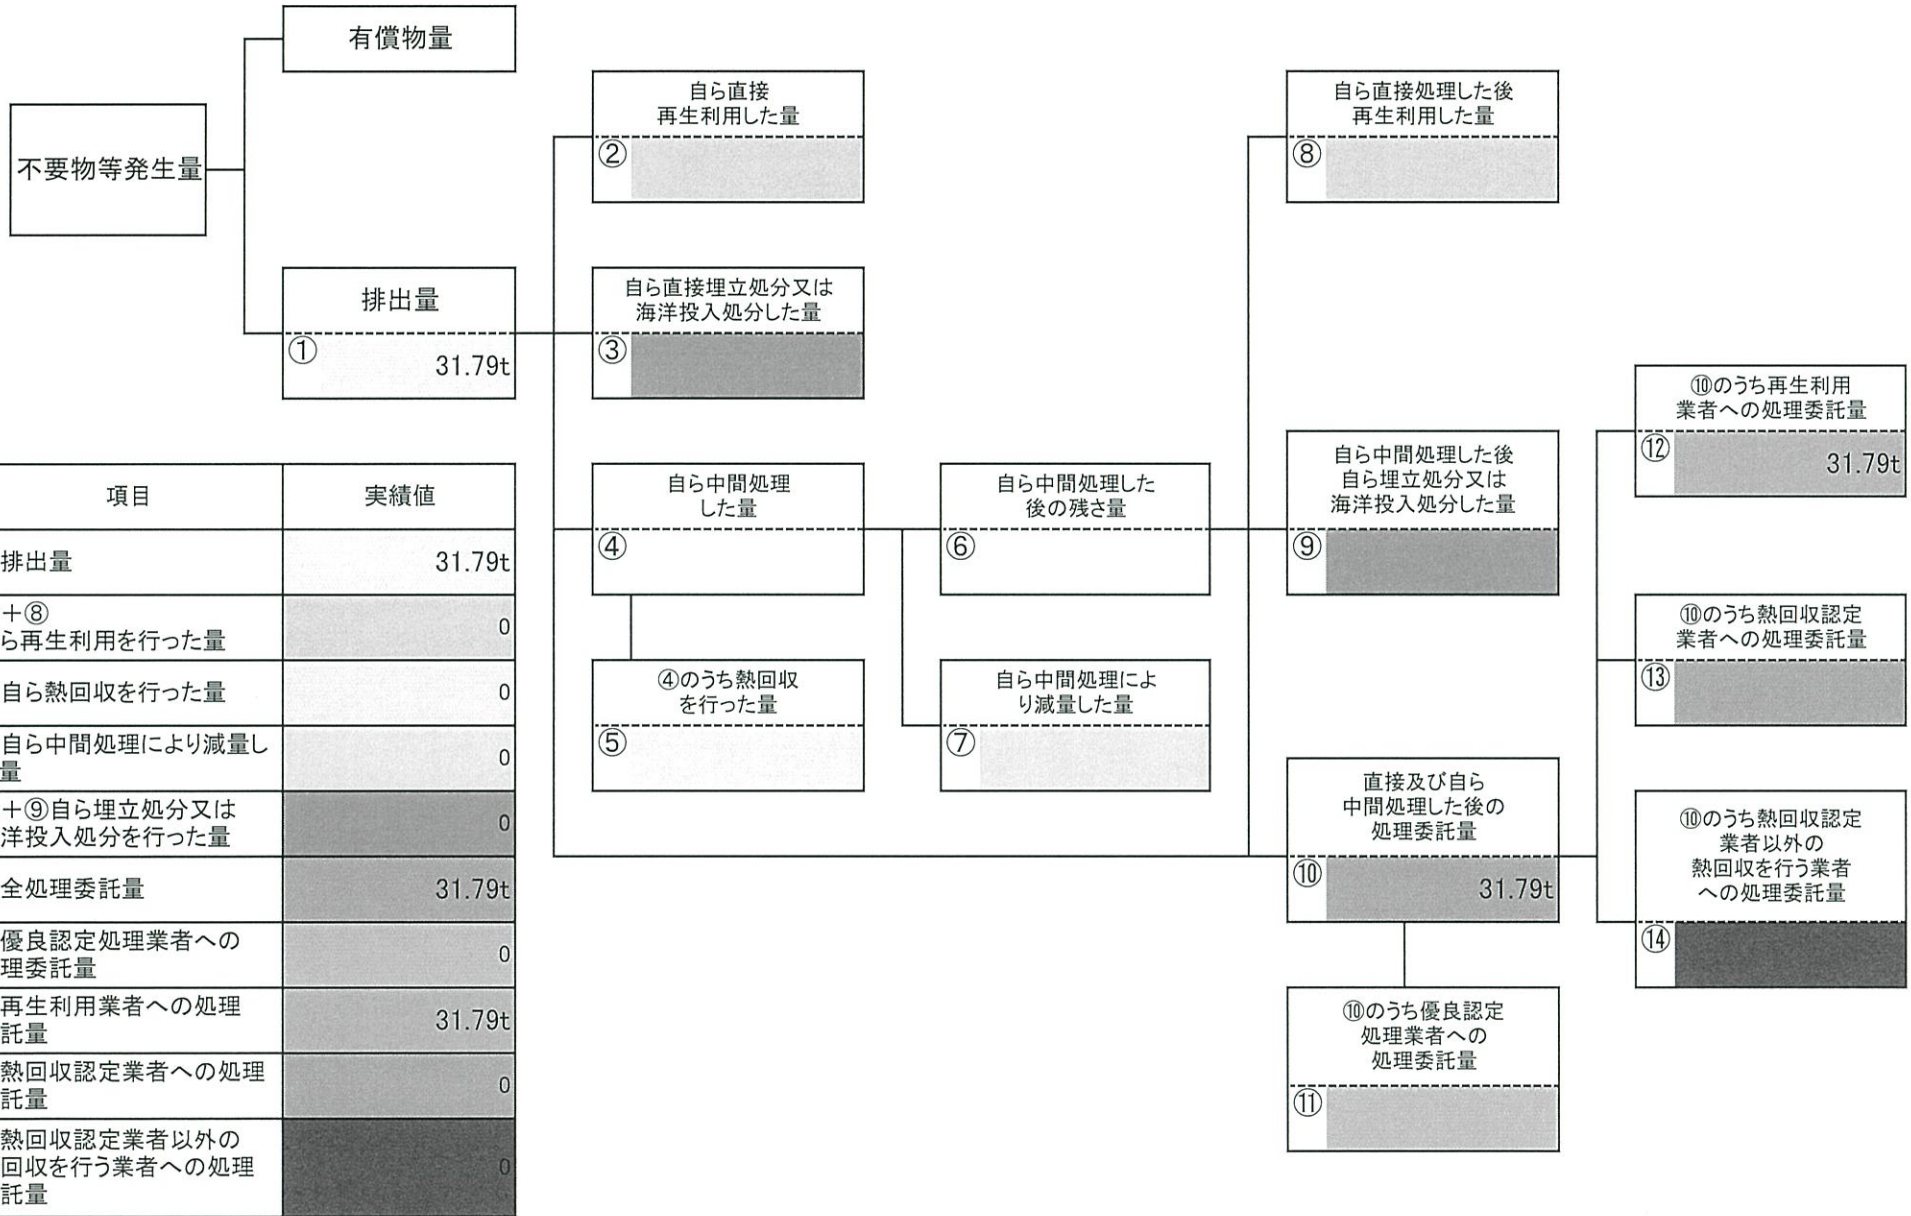 有償物量
不要物等発生量
排出量
①
31.79t
自ら直接
再生利用した量
②
自ら直接埋立処分又は
海洋投入処分した量
③
自ら中間処理
した量
④
④のうち熱回収
を行った量
⑤
自ら中間処理した
後の残さ量
⑥
自ら中間処理によ
り減量した量
⑦
自ら直接処理した後
再生利用した量
⑧
自ら中間処理した後
自ら埋立処分又は
海洋投入処分した量
⑨
直接及び自ら
中間処理した後の
処理委託量
⑩
31.79t
⑩のうち優良認定
処理業者への
処理委託量
⑪
⑩のうち再生利用
業者への処理委託量
⑫
31.79t
⑩のうち熱回収認定
業者への処理委託量
⑬
⑩のうち熱回収認定
業者以外の
熱回収を行う業者
への処理委託量
⑭
項目
実績値
排出量
31.79t
+⑧
ら再生利用を行った量
0
自ら熱回収を行った量
0
自ら中間処理により減量し
量
0
+⑨自ら埋立処分又は
洋投入処分を行った量
0
全処理委託量
31.79t
優良認定処理業者への
理委託量
0
再生利用業者への処理
託量
31.79t
熱回収認定業者への処理
託量
0
熱回収認定業者以外の
回収を行う業者への処理
託量
0